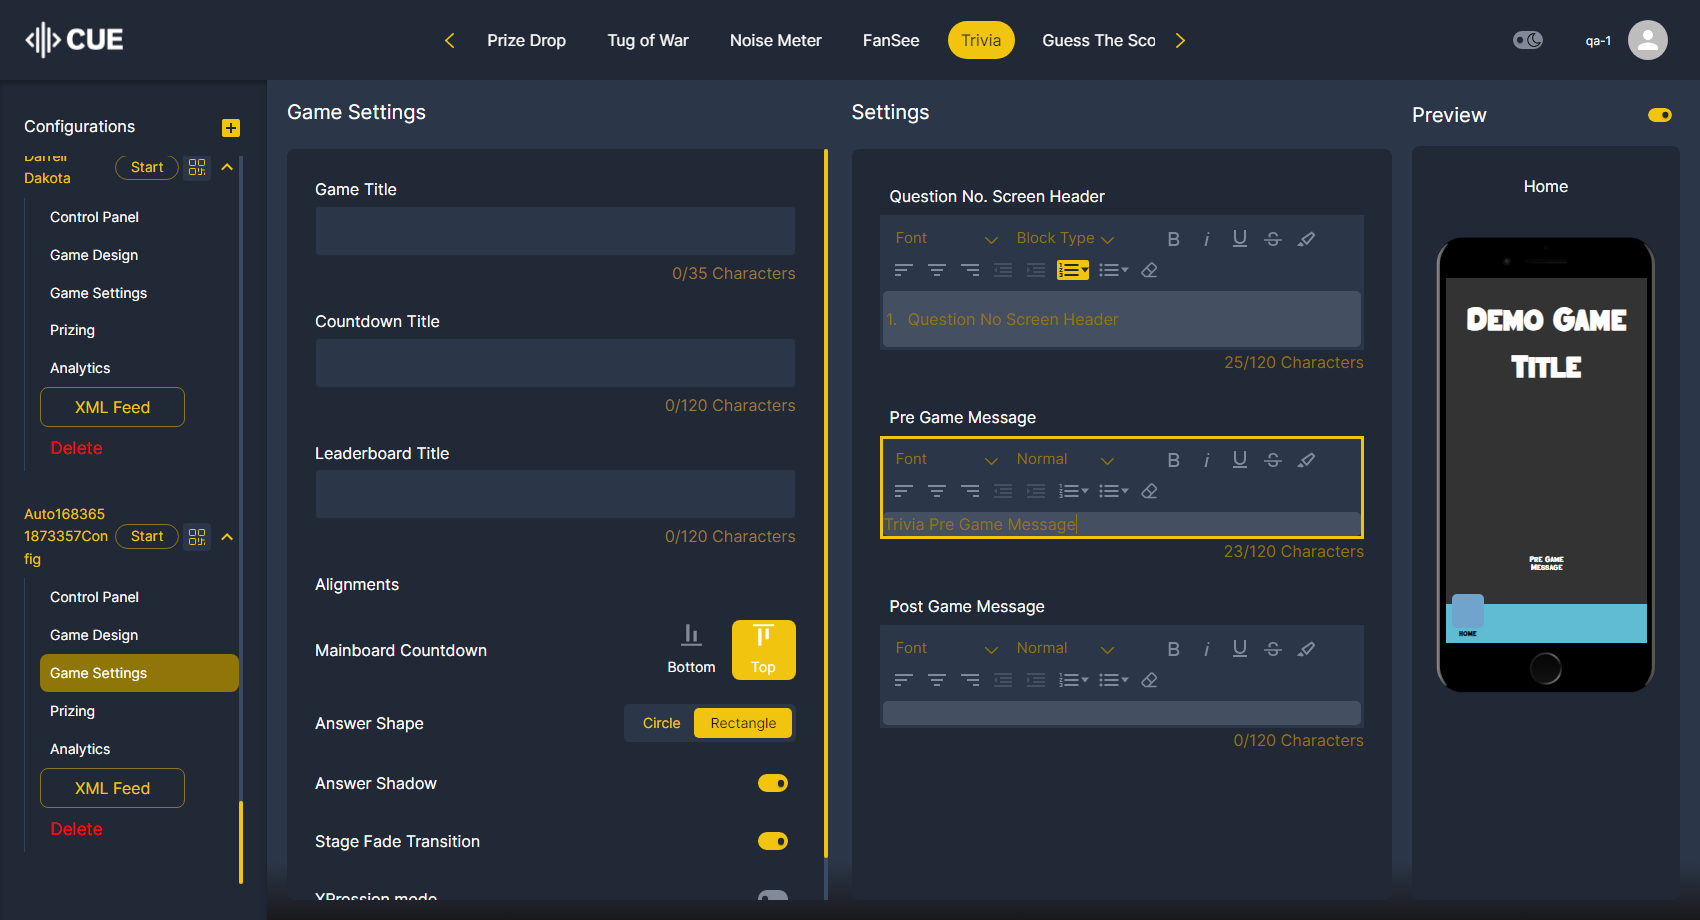 CUE
Prize Drop
Tug of War
Noise Meter
FanSee
Trivia
Guess The Sco
qa-1
Configurations
Darrell
Dakota
Start
Control Panel
Game Design
Game Settings
Prizing
Analytics
XML Feed
Delete
Auto168365
1873357Con
fig
Start
Control Panel
Game Design
Game Settings
Prizing
Analytics
XML Feed
Delete
Game Settings
Game Title
0/35 Characters
Countdown Title
0/120 Characters
Leaderboard Title
0/120 Characters
Alignments
Mainboard Countdown
Bottom
Top
Answer Shape
Circle
Rectangle
Answer Shadow
Stage Fade Transition
XPression mode
Settings
Question No. Screen Header
Font
Block Type
B i U S
1. Question No Screen Header
25/120 Characters
Pre Game Message
Font
Normal
B i U S
Trivia Pre Game Message
23/120 Characters
Post Game Message
Font
Normal
B i U S
0/120 Characters
Preview
Home
Demo Game
Title
Pre Game
Message
HOME